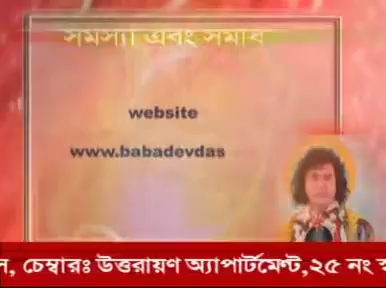 সমস্যা এবং সমাধ
website
www.babadevdas
স, চেম্বারঃ উত্তরায়ণ অ্যাপার্টমেন্ট,২৫ নং স্ব